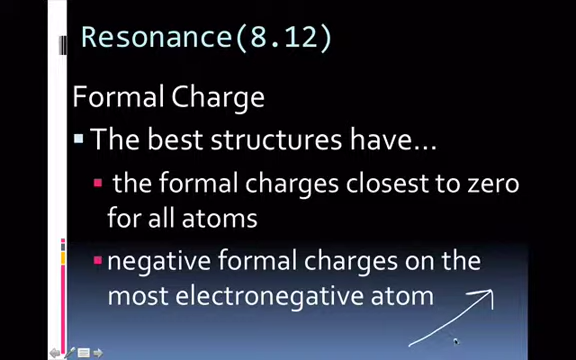 Resonance(8.12)
Formal Charge
The best structures have...
the formal charges closest to zero
for all atoms
negative formal charges on the
most electronegative atom